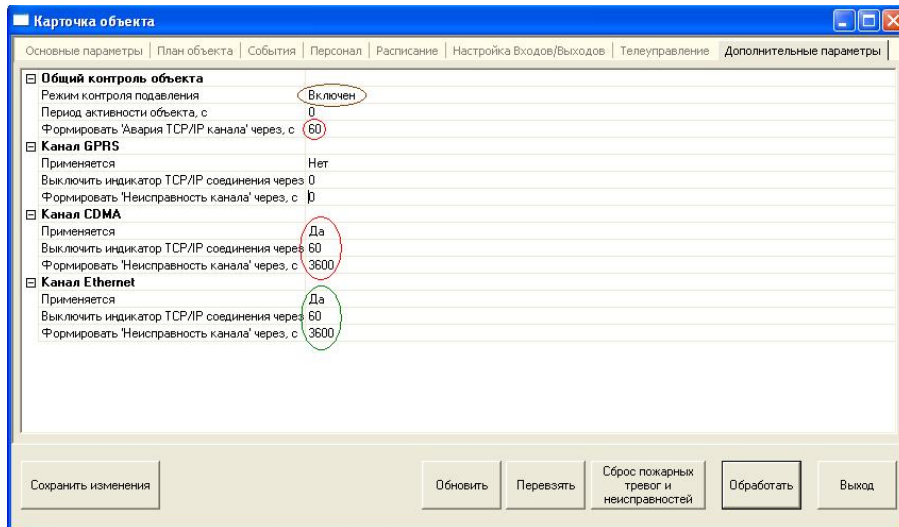 Карточка объекта
Основные параметры | План объекта | События | Персонал | Расписание | Настройка Входов/Выходов | Телеуправление | Дополнительные параметры
Общий контроль объекта
Режим контроля подавления Включен
Период активности объекта, с 0
Формировать 'Авария TCP/IP канала' через, с 60
Канал GPRS
Применяется Нет
Выключить индикатор TCP/IP соединения через 0
Формировать 'Неисправность канала' через, с 0
Канал CDMA
Применяется Да
Выключить индикатор TCP/IP соединения через 60
Формировать 'Неисправность канала' через, с 3600
Канал Ethernet
Применяется Да
Выключить индикатор TCP/IP соединения через 60
Формировать 'Неисправность канала' через, с 3600
Сохранить изменения
Обновить
Перевзять
Сброс пожарных
тревог и
неисправностей
Обработать
Выход